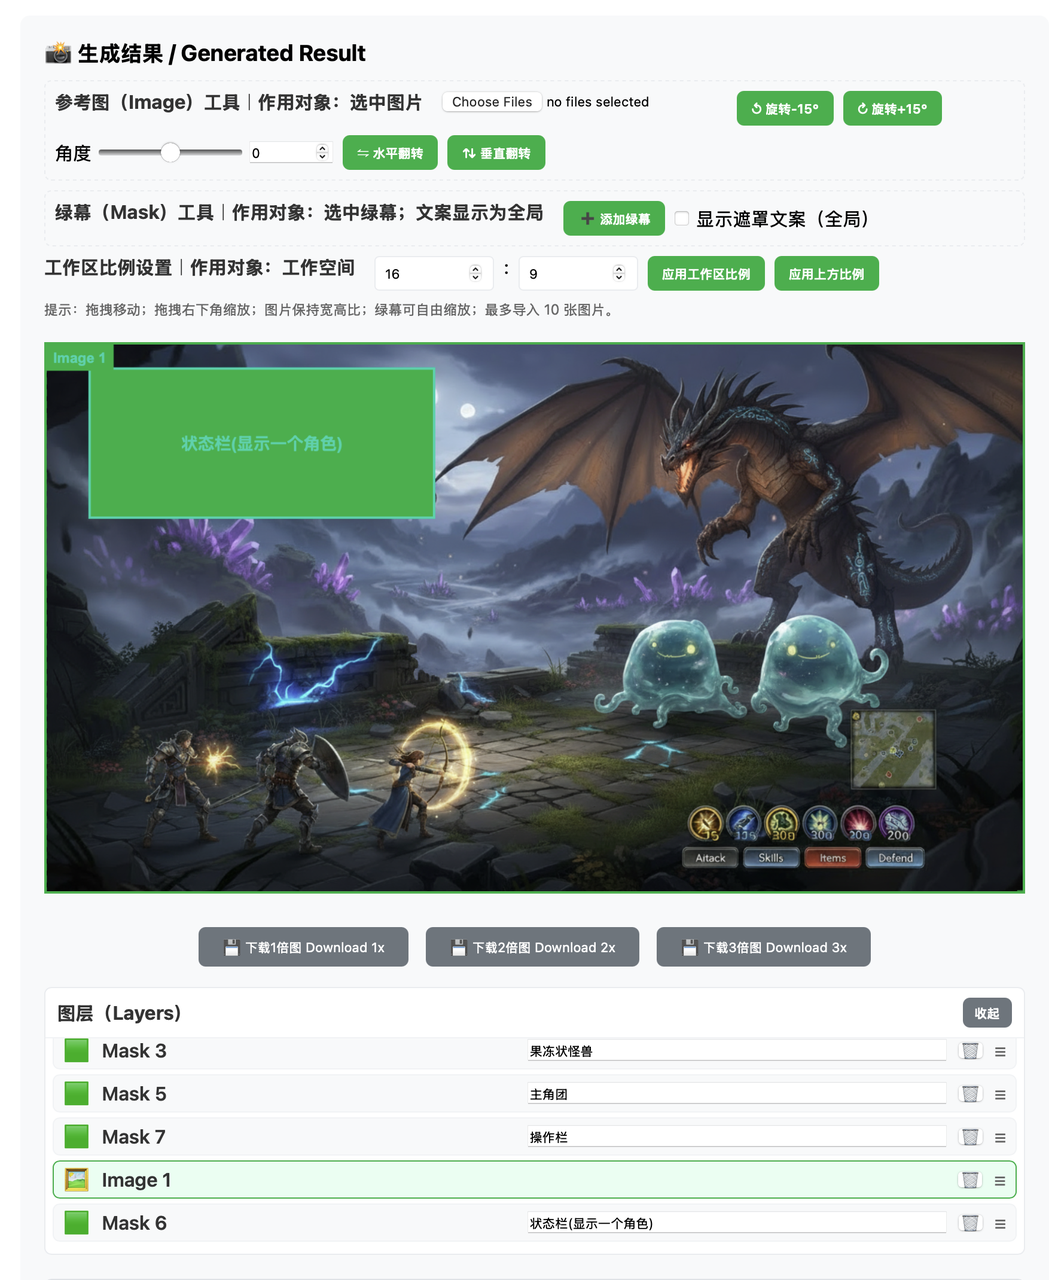 生成结果 / Generated Result
参考图（Image）工具｜作用对象：选中图片
Choose Files no files selected
旋转-15°
旋转+15°
角度
0
水平翻转
垂直翻转
绿幕（Mask）工具｜作用对象：选中绿幕；文案显示为全局
添加绿幕
显示遮罩文案（全局）
工作区比例设置｜作用对象：工作空间
16 : 9
应用工作区比例
应用上方比例
提示：拖拽移动；拖拽右下角缩放；图片保持宽高比；绿幕可自由缩放；最多导入 10 张图片。
Image 1
状态栏(显示一个角色)
Skills
Items
Defend
下载1倍图 Download 1x
下载2倍图 Download 2x
下载3倍图 Download 3x
图层（Layers）
收起
Mask 3 果冻状怪兽
Mask 5 主角团
Mask 7 操作栏
Image 1
Mask 6 状态栏(显示一个角色)